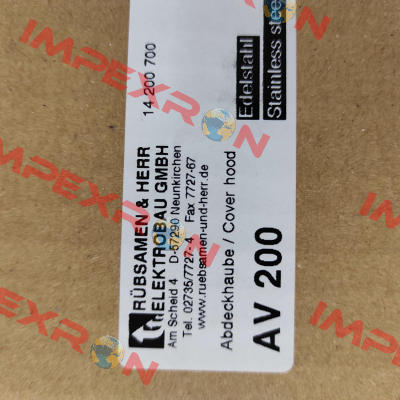 RÜBSAMEN & HERR
ELEKTROBAU GMBH
Am Scheid 4 D-57290 Neunkirchen
Tel. 02735/7727-4 Fax 7727-67
www.ruebsamen-und-herr.de
14 200 700
Abdeckhaube / Cover hood
AV 200
Edelstahl
Stainless steel
IMPEXRON
IMPEXRON
IMPEXRON
IMPEXRON